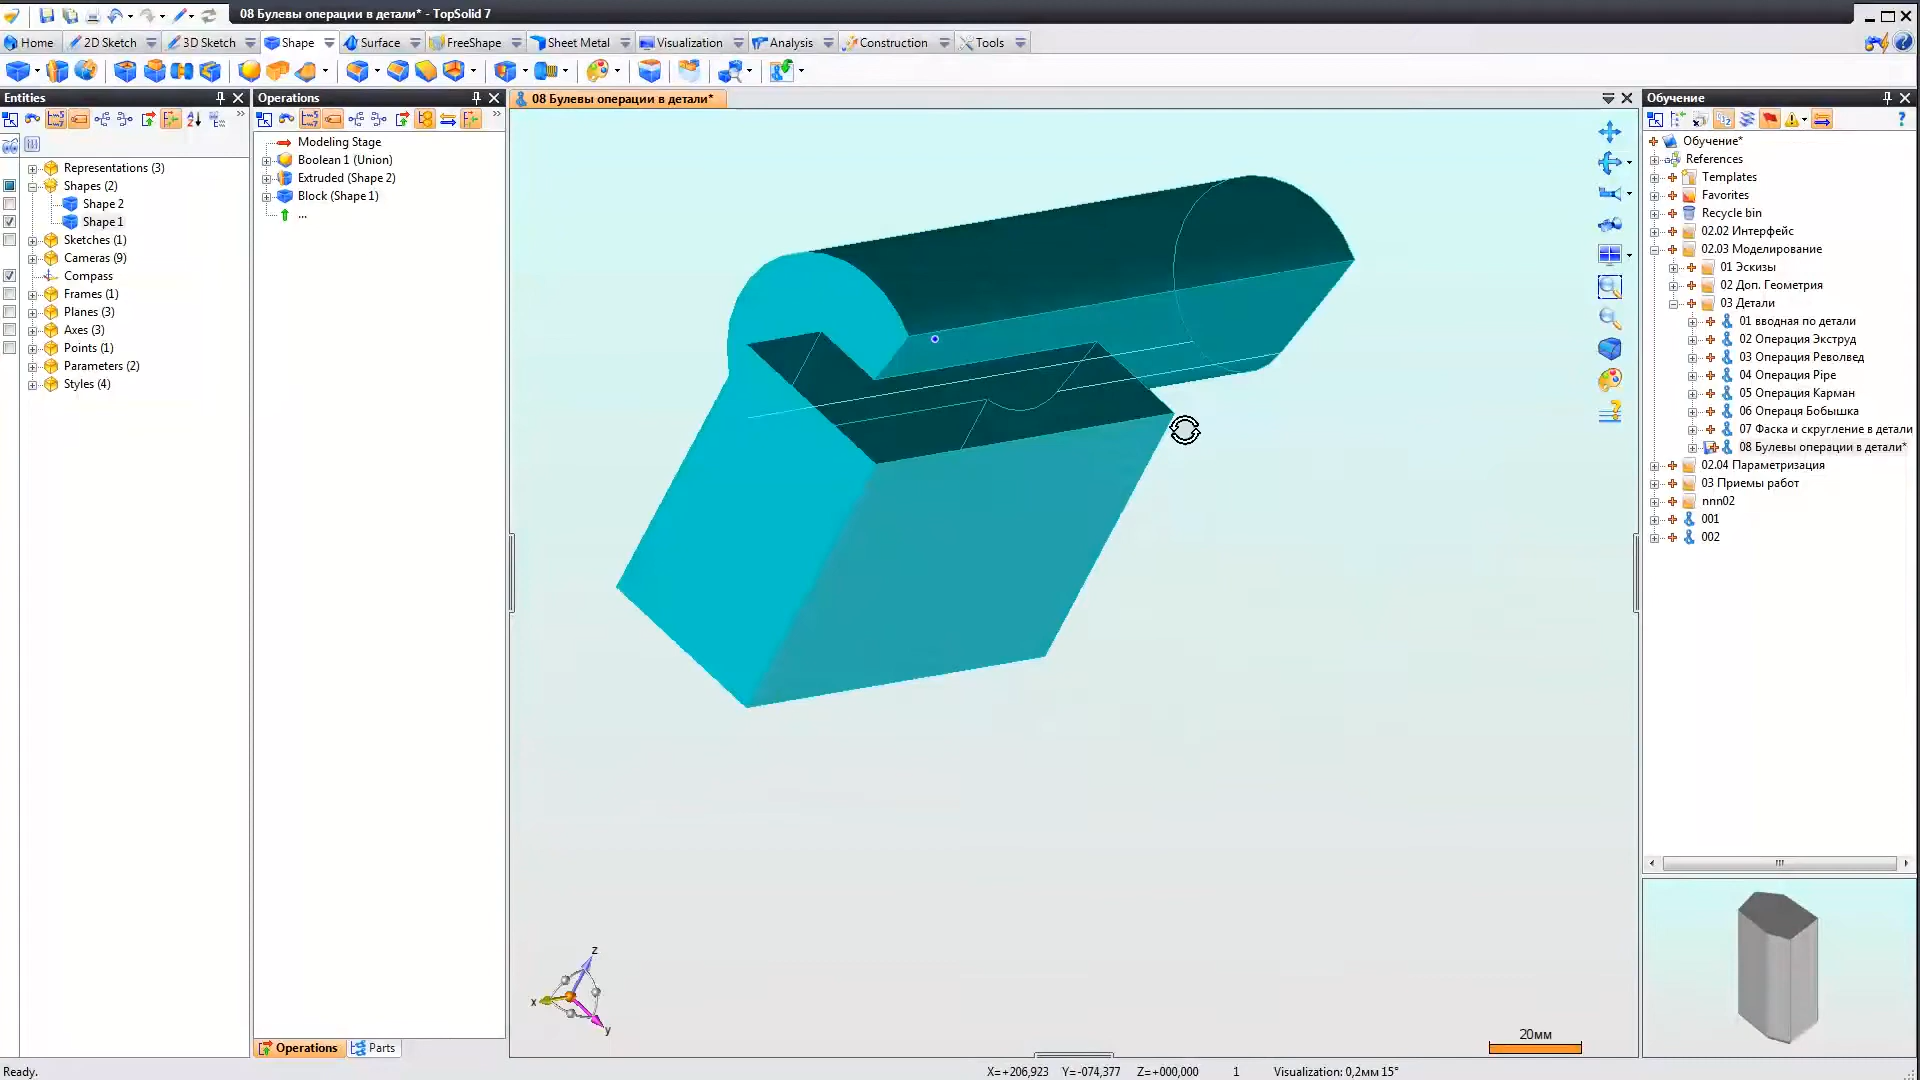 08 Булевы операции в детали* - TopSolid 7
Home
2D Sketch
3D Sketch
Shape
Surface
FreeShape
Sheet Metal
Visualization
Analysis
Construction
Tools
Entities
Representations (3)
Shapes (2)
Shape 2
Shape 1
Sketches (1)
Cameras (9)
Compass
Frames (1)
Planes (3)
Axes (3)
Points (1)
Parameters (2)
Styles (4)
Operations
Modeling Stage
Boolean 1 (Union)
Extruded (Shape 2)
Block (Shape 1)
...
Operations
Parts
08 Булевы операции в детали*
z
x
y
20мм
Обучение
Обучение*
References
Templates
Favorites
Recycle bin
02.02 Интерфейс
02.03 Моделирование
01 Эскизы
02 Доп. Геометрия
03 Детали
01 вводная по детали
02 Операция Экструд
03 Операция Револвед
04 Операция Pipe
05 Операция Карман
06 Операця Бобышка
07 Фаска и скругление в детали
08 Булевы операции в детали*
02.04 Параметризация
03 Приемы работ
nnn02
001
002
Ready.
X=+206,923 Y=-074,377 Z=+000,000 1 Visualization: 0,2мм 15°